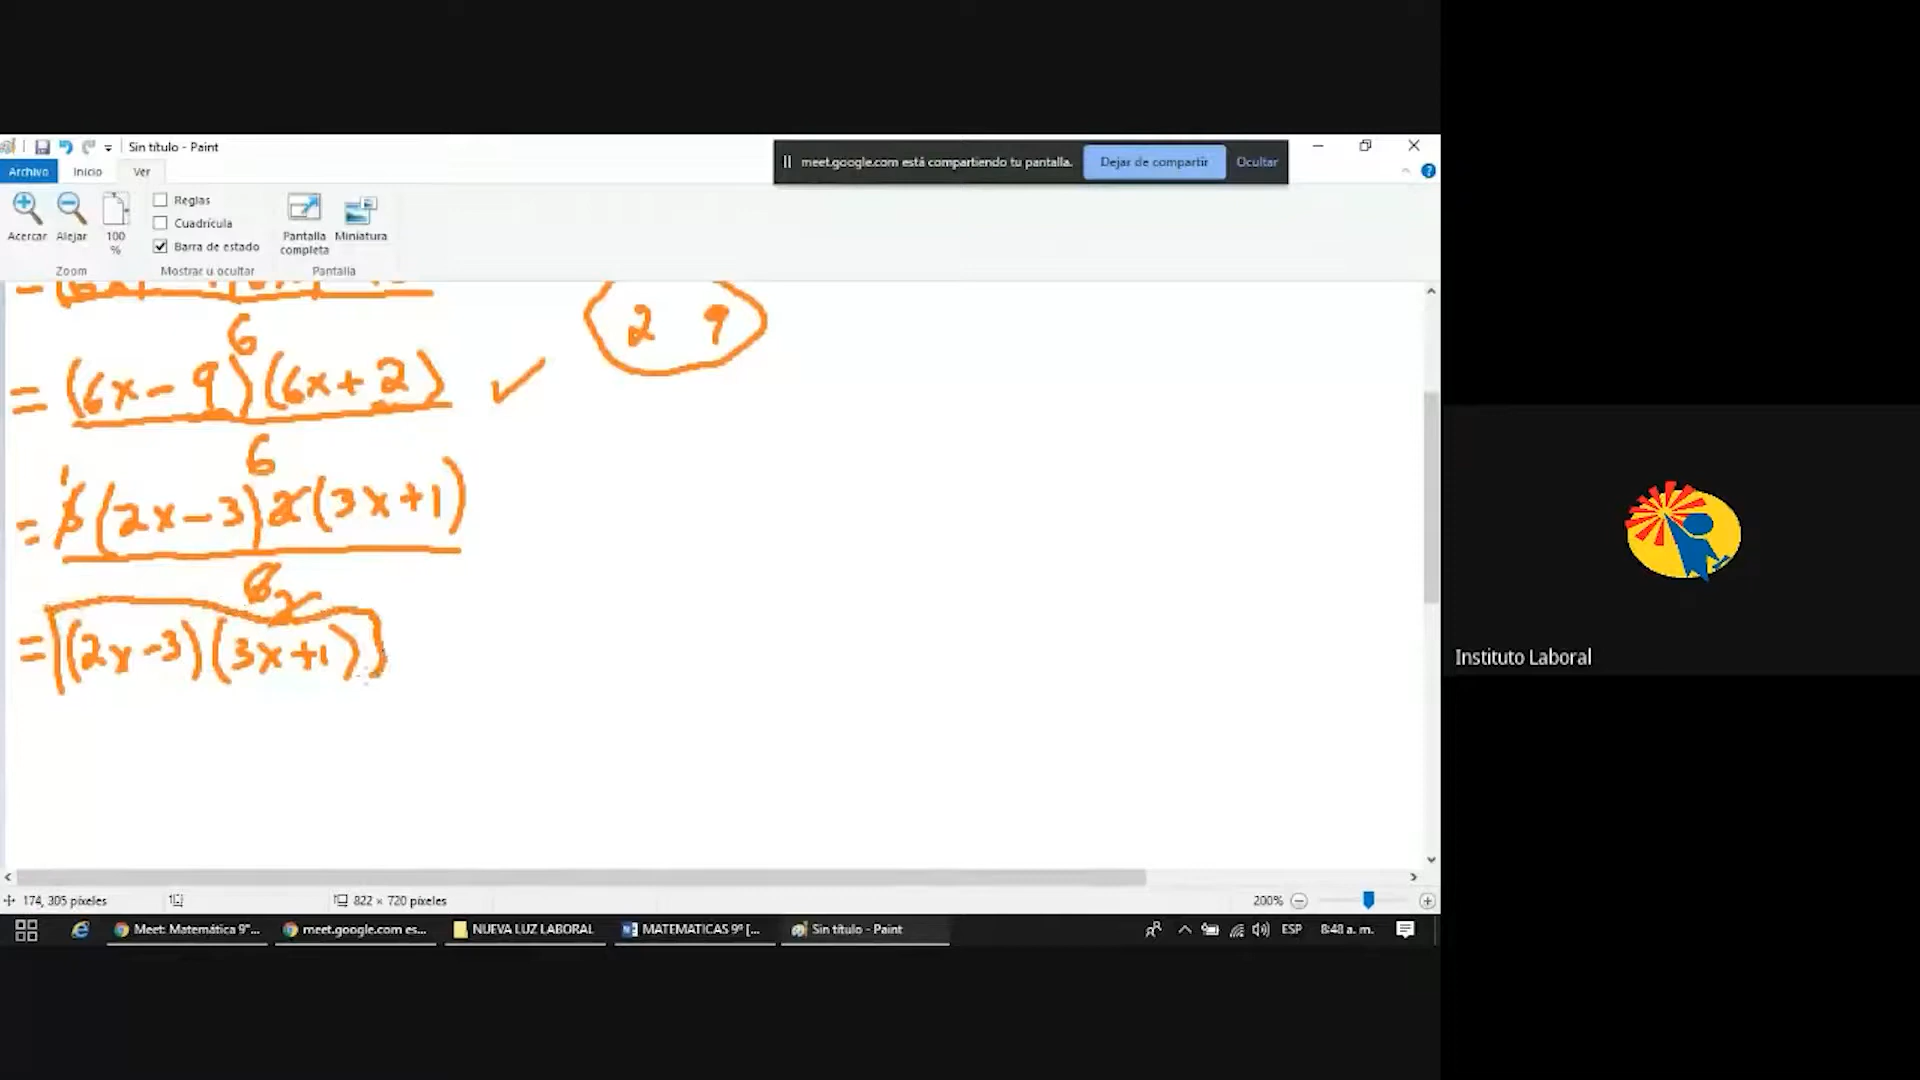 Sin título - Paint
meet.google.com está compartiendo tu pantalla. Dejar de compartir Ocultar
Archivo Inicio Ver
Acercar Alejar 100 %
Reglas
Cuadrícula
Barra de estado
Pantalla completa Miniatura
Zoom Mostrar u ocultar Pantalla
6
2 9
= (6x - 9)(6x + 2) ✓
6
1
= 3(2x - 3)2(3x + 1)
6 2
= (2x - 3)(3x + 1)
Instituto Laboral
174, 305 píxeles 822 × 720 píxeles 200%
Meet: Matemática 9°... meet.google.com es... NUEVA LUZ LABORAL MATEMATICAS 9º [... Sin título - Paint ESP 8:48 a. m.